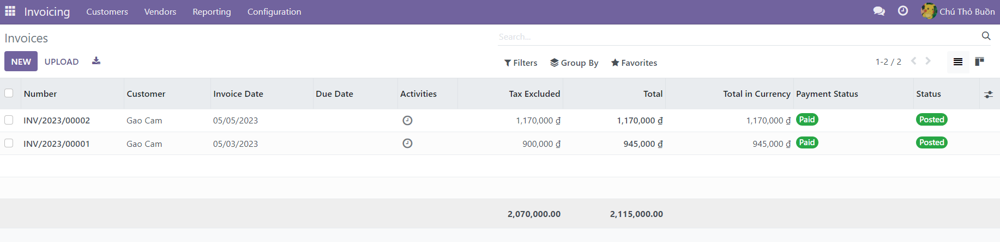 Invoicing Customers Vendors Reporting Configuration Chú Thỏ Buồn
Invoices Search...
NEW UPLOAD Filters Group By Favorites 1-2 / 2
Number Customer Invoice Date Due Date Activities Tax Excluded Total Total in Currency Payment Status Status
INV/2023/00002 Gao Cam 05/05/2023 1,170,000 ₫ 1,170,000 ₫ 1,170,000 ₫ Paid Posted
INV/2023/00001 Gao Cam 05/03/2023 900,000 ₫ 945,000 ₫ 945,000 ₫ Paid Posted
2,070,000.00 2,115,000.00